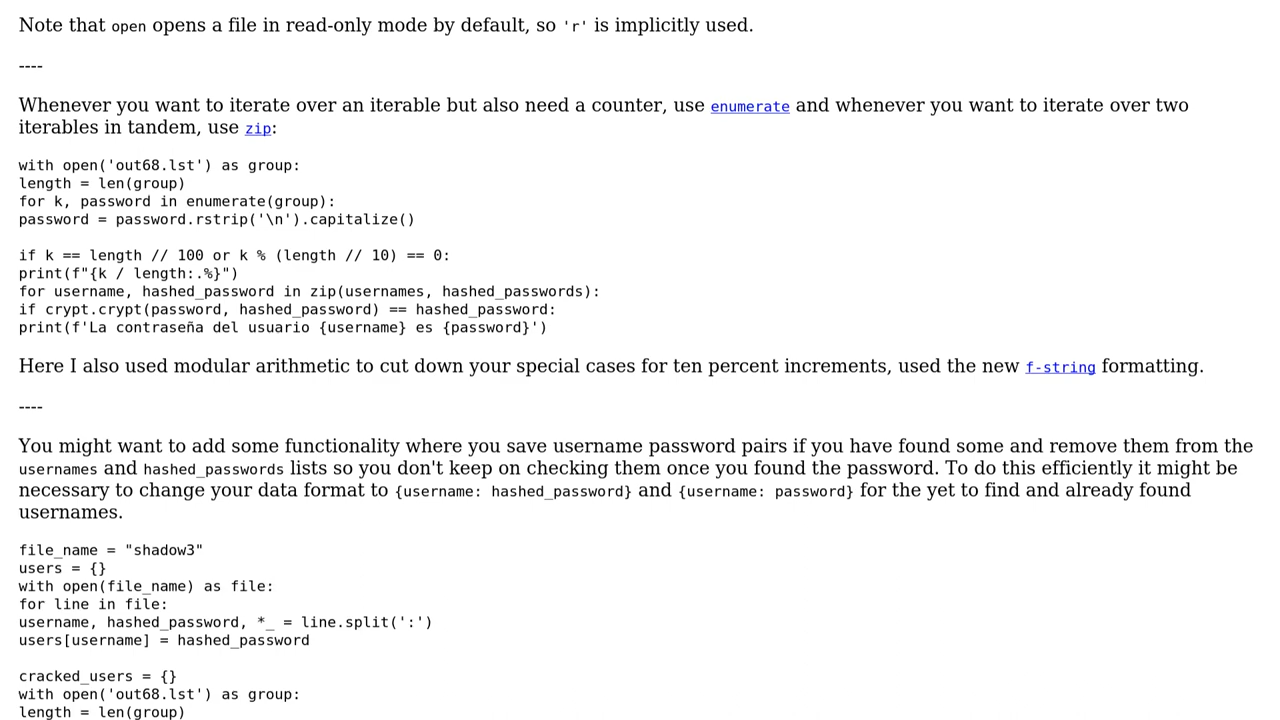 Note that open opens a file in read-only mode by default, so 'r' is implicitly used.
----
Whenever you want to iterate over an iterable but also need a counter, use enumerate and whenever you want to iterate over two
iterables in tandem, use zip:
with open('out68.lst') as group:
length = len(group)
for k, password in enumerate(group):
password = password.rstrip('\n').capitalize()
if k == length // 100 or k % (length // 10) == 0:
print(f"{k / length:.%}")
for username, hashed_password in zip(usernames, hashed_passwords):
if crypt.crypt(password, hashed_password) == hashed_password:
print(f'La contraseña del usuario {username} es {password}')
Here I also used modular arithmetic to cut down your special cases for ten percent increments, used the new f-string formatting.
----
You might want to add some functionality where you save username password pairs if you have found some and remove them from the
usernames and hashed_passwords lists so you don't keep on checking them once you found the password. To do this efficiently it might be
necessary to change your data format to {username: hashed_password} and {username: password} for the yet to find and already found
usernames.
file_name = "shadow3"
users = {}
with open(file_name) as file:
for line in file:
username, hashed_password, *_ = line.split(':')
users[username] = hashed_password
cracked_users = {}
with open('out68.lst') as group:
length = len(group)